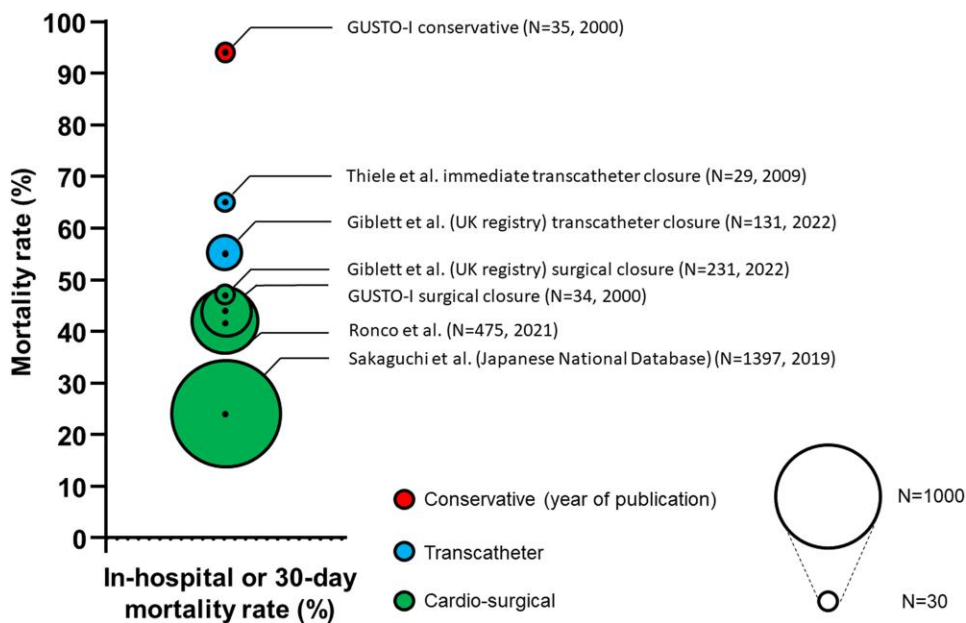 100
90
80
70
60
50
40
30
20
10
0
Mortality rate (%)
GUSTO-I conservative (N=35, 2000)
Thiele et al. immediate transcatheter closure (N=29, 2009)
Giblett et al. (UK registry) transcatheter closure (N=131, 2022)
Giblett et al. (UK registry) surgical closure (N=231, 2022)
GUSTO-I surgical closure (N=34, 2000)
Ronco et al. (N=475, 2021)
Sakaguchi et al. (Japanese National Database) (N=1397, 2019)
In-hospital or 30-day
mortality rate (%)
Conservative (year of publication)
Transcatheter
Cardio-surgical
N=1000
N=30